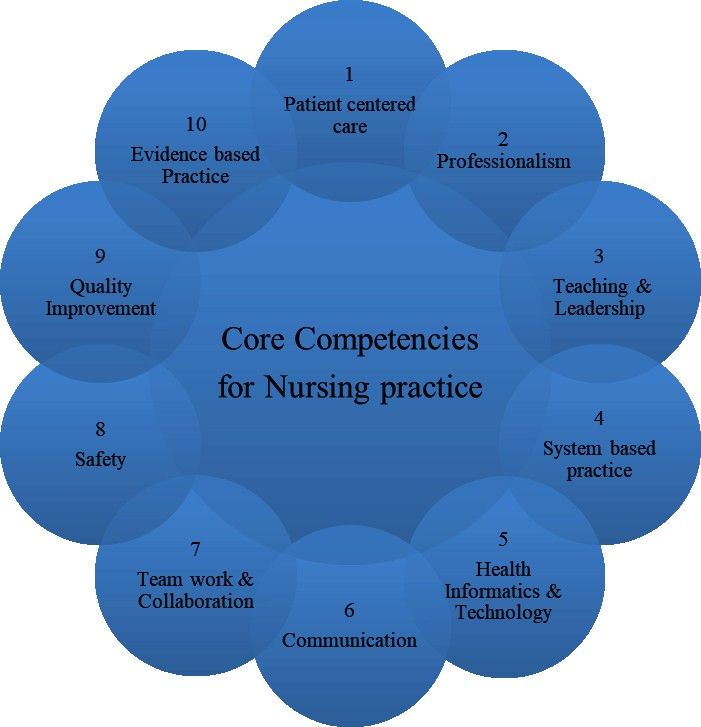 1
Patient centered
care
2
Professionalism
3
Teaching &
Leadership
4
System based
practice
5
Health
Informatics &
Technology
6
Communication
7
Team work &
Collaboration
8
Safety
9
Quality
Improvement
10
Evidence based
Practice
Core Competencies
for Nursing practice